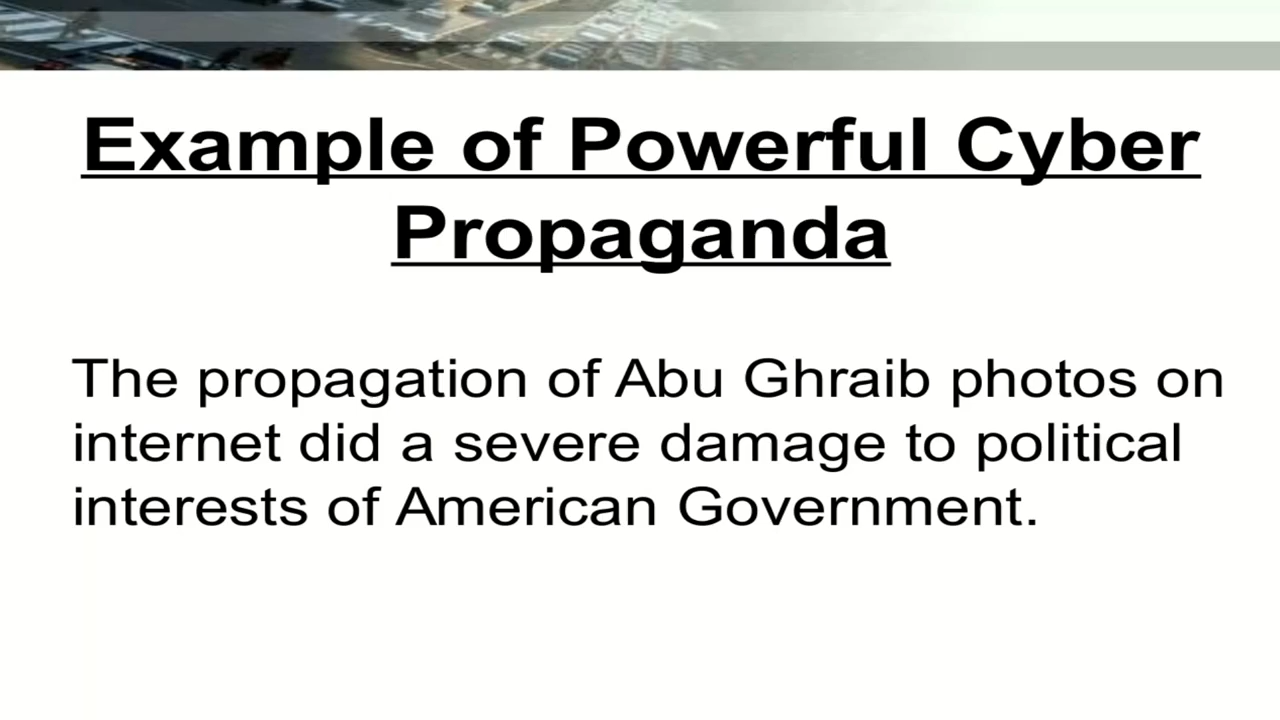 Example of Powerful Cyber
Propaganda
The propagation of Abu Ghraib photos on
internet did a severe damage to political
interests of American Government.